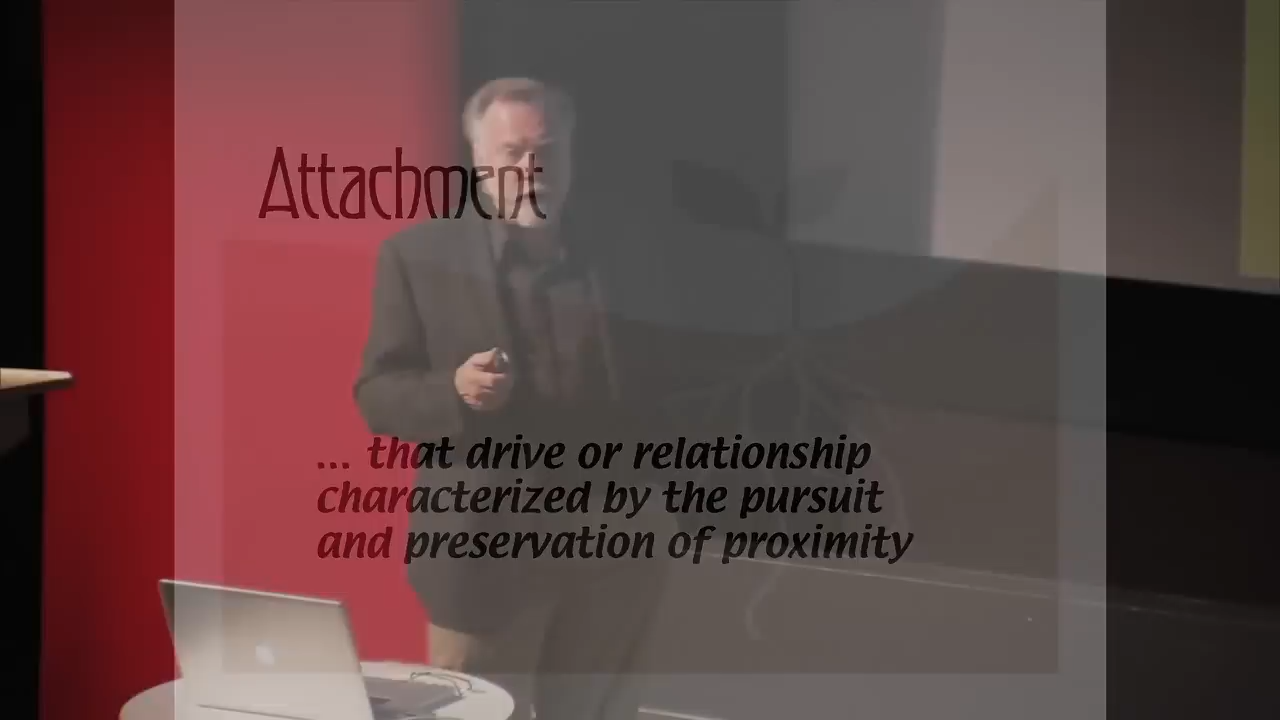 Attachment
... that drive or relationship
characterized by the pursuit
and preservation of proximity